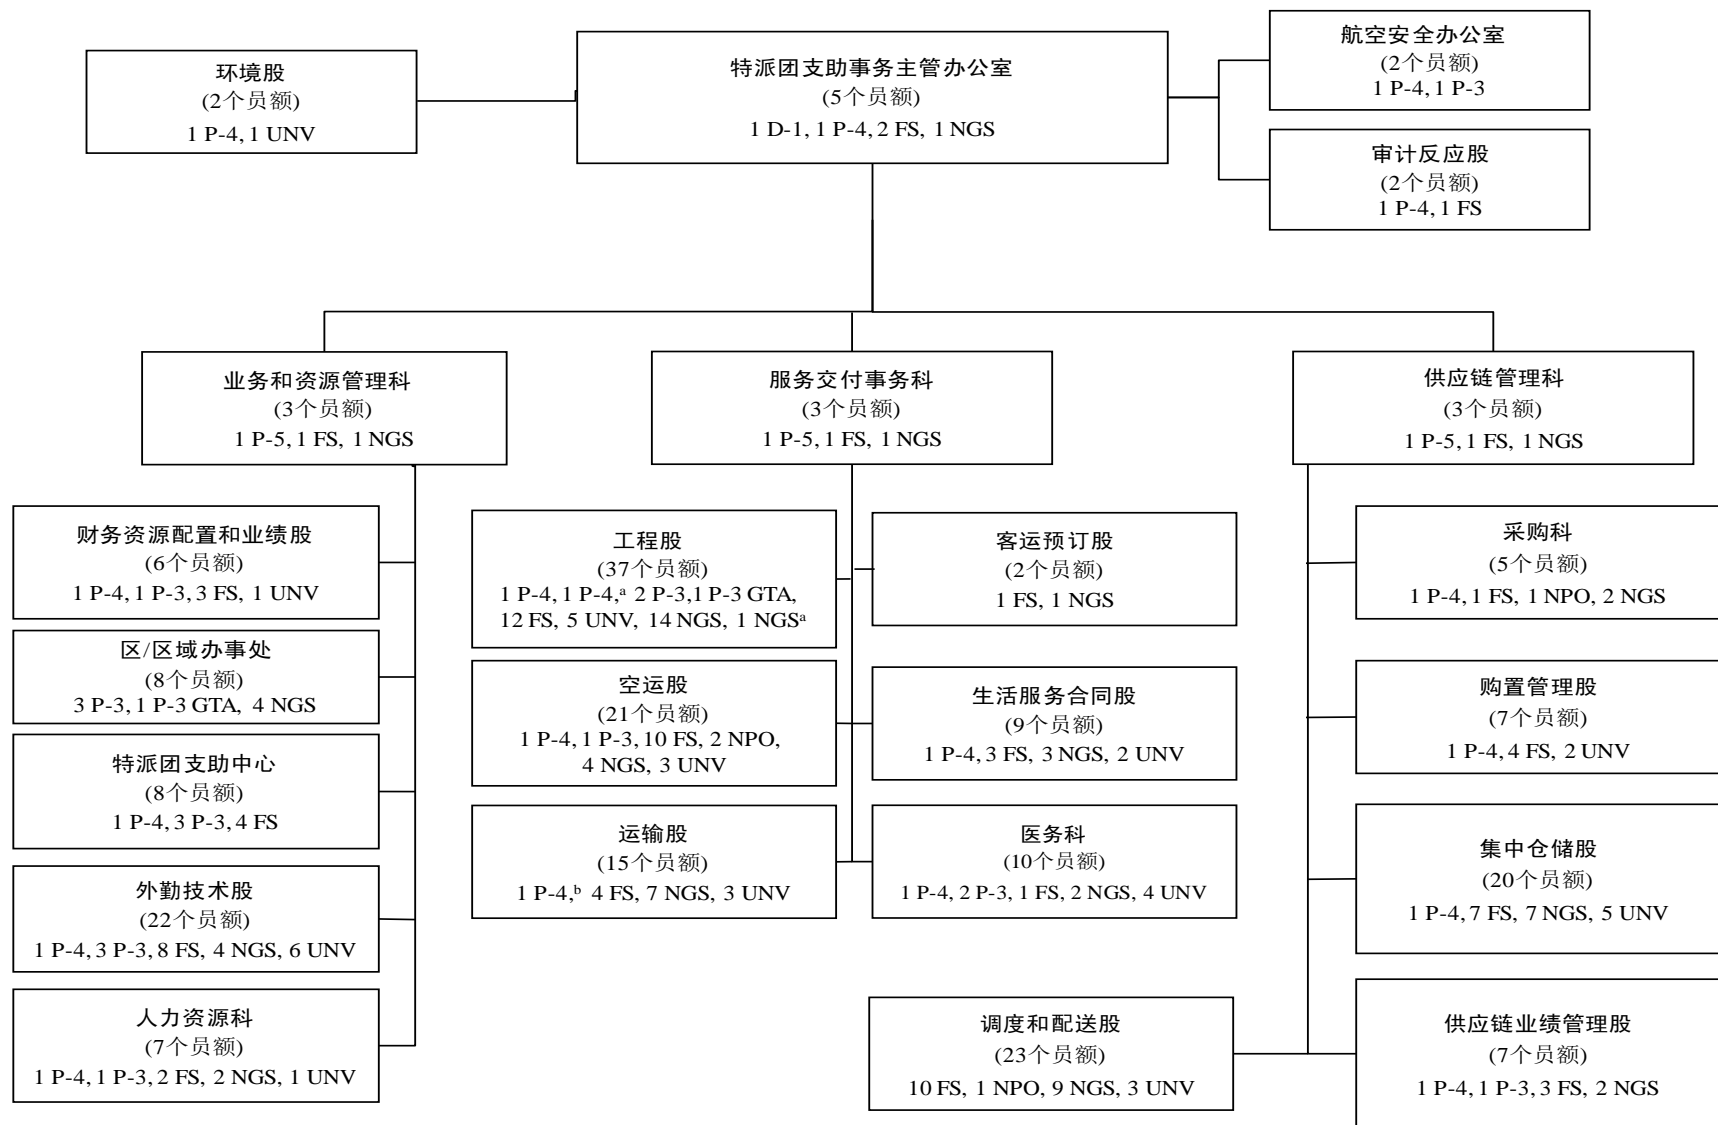 环境股
(2个员额)
1 P-4, 1 UNV
特派团支助事务主管办公室
(5个员额)
1 D-1, 1 P-4, 2 FS, 1 NGS
航空安全办公室
(2个员额)
1 P-4, 1 P-3
审计反应股
(2个员额)
1 P-4, 1 FS
业务和资源管理科
(3个员额)
1 P-5, 1 FS, 1 NGS
服务交付事务科
(3个员额)
1 P-5, 1 FS, 1 NGS
供应链管理科
(3个员额)
1 P-5, 1 FS, 1 NGS
财务资源配置和业绩股
(6个员额)
1 P-4, 1 P-3, 3 FS, 1 UNV
区/区域办事处
(8个员额)
3 P-3, 1 P-3 GTA, 4 NGS
特派团支助中心
(8个员额)
1 P-4, 3 P-3, 4 FS
外勤技术股
(22个员额)
1 P-4, 3 P-3, 8 FS, 4 NGS, 6 UNV
人力资源科
(7个员额)
1 P-4, 1 P-3, 2 FS, 2 NGS, 1 UNV
工程股
(37个员额)
1 P-4, 1 P-4,ᵃ 2 P-3,1 P-3 GTA,
12 FS, 5 UNV, 14 NGS, 1 NGSᵃ
空运股
(21个员额)
1 P-4, 1 P-3, 10 FS, 2 NPO,
4 NGS, 3 UNV
运输股
(15个员额)
1 P-4,ᵇ 4 FS, 7 NGS, 3 UNV
客运预订股
(2个员额)
1 FS, 1 NGS
生活服务合同股
(9个员额)
1 P-4, 3 FS, 3 NGS, 2 UNV
医务科
(10个员额)
1 P-4, 2 P-3, 1 FS, 2 NGS, 4 UNV
采购科
(5个员额)
1 P-4, 1 FS, 1 NPO, 2 NGS
购置管理股
(7个员额)
1 P-4, 4 FS, 2 UNV
集中仓储股
(20个员额)
1 P-4, 7 FS, 7 NGS, 5 UNV
调度和配送股
(23个员额)
10 FS, 1 NPO, 9 NGS, 3 UNV
供应链业绩管理股
(7个员额)
1 P-4, 1 P-3, 3 FS, 2 NGS